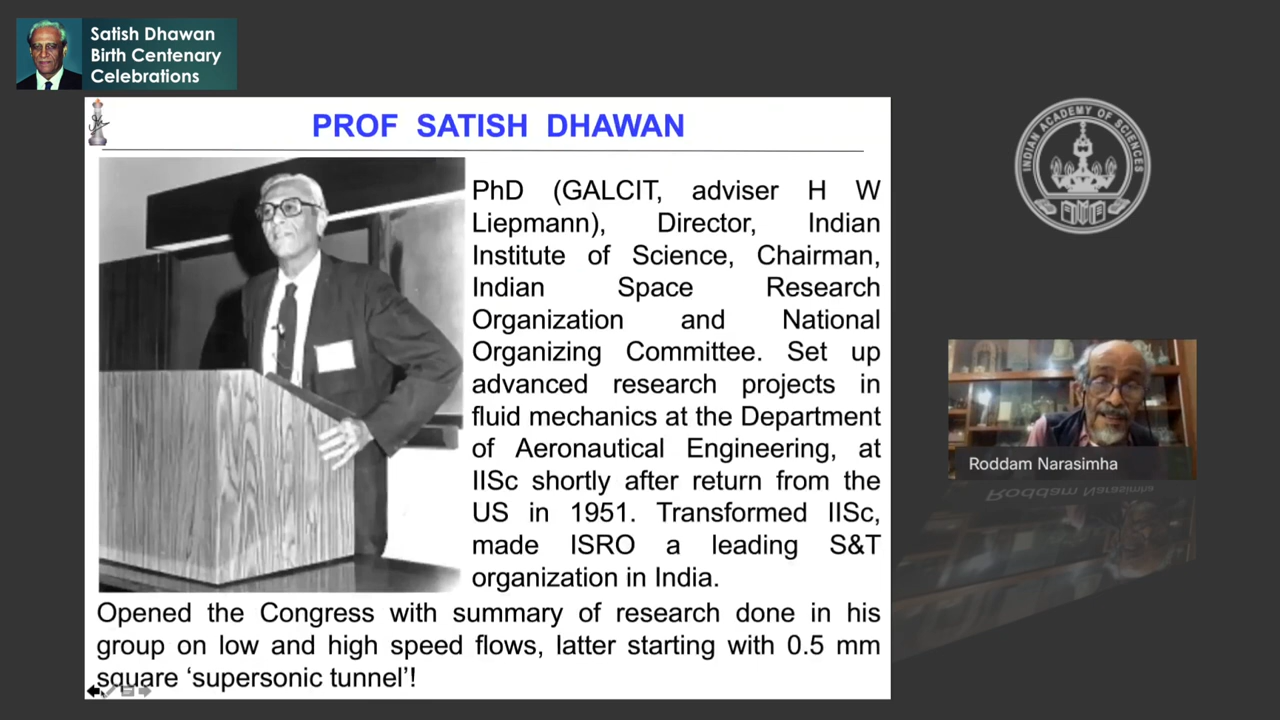 Satish Dhawan
Birth Centenary
Celebrations
PROF SATISH DHAWAN
PhD (GALCIT, adviser H W
Liepmann), Director, Indian
Institute of Science, Chairman,
Indian Space Research
Organization and National
Organizing Committee. Set up
advanced research projects in
fluid mechanics at the Department
of Aeronautical Engineering, at
IISc shortly after return from the
US in 1951. Transformed IISc,
made ISRO a leading S&T
organization in India.
Opened the Congress with summary of research done in his
group on low and high speed flows, latter starting with 0.5 mm
square ‘supersonic tunnel’!
INDIAN ACADEMY OF SCIENCES
Roddam Narasimha
Roddam Narasimha